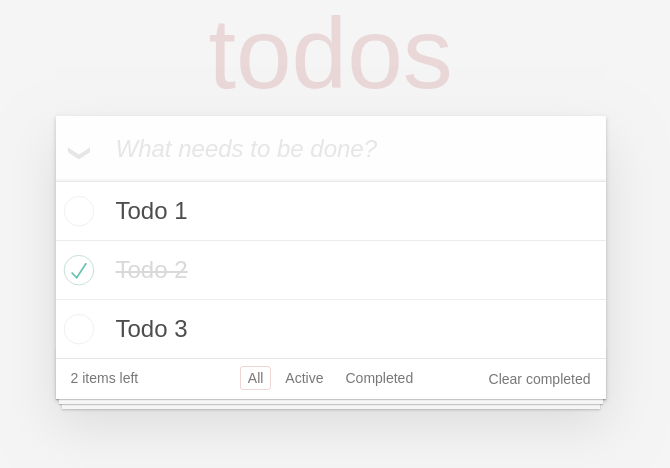 todos
What needs to be done?
Todo 1
Todo 2
Todo 3
2 items left All Active Completed Clear completed